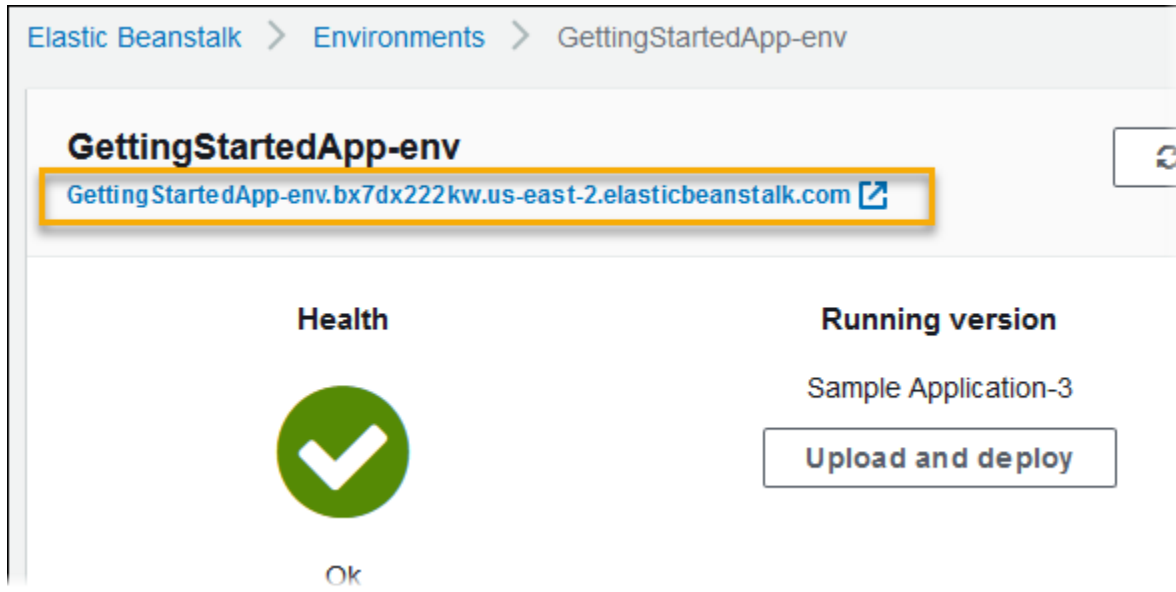 Elastic Beanstalk > Environments > GettingStartedApp-env
GettingStartedApp-env
GettingStartedApp-env.bx7dx222kw.us-east-2.elasticbeanstalk.com
Health Running version
Sample Application-3
Upload and deploy
Ok